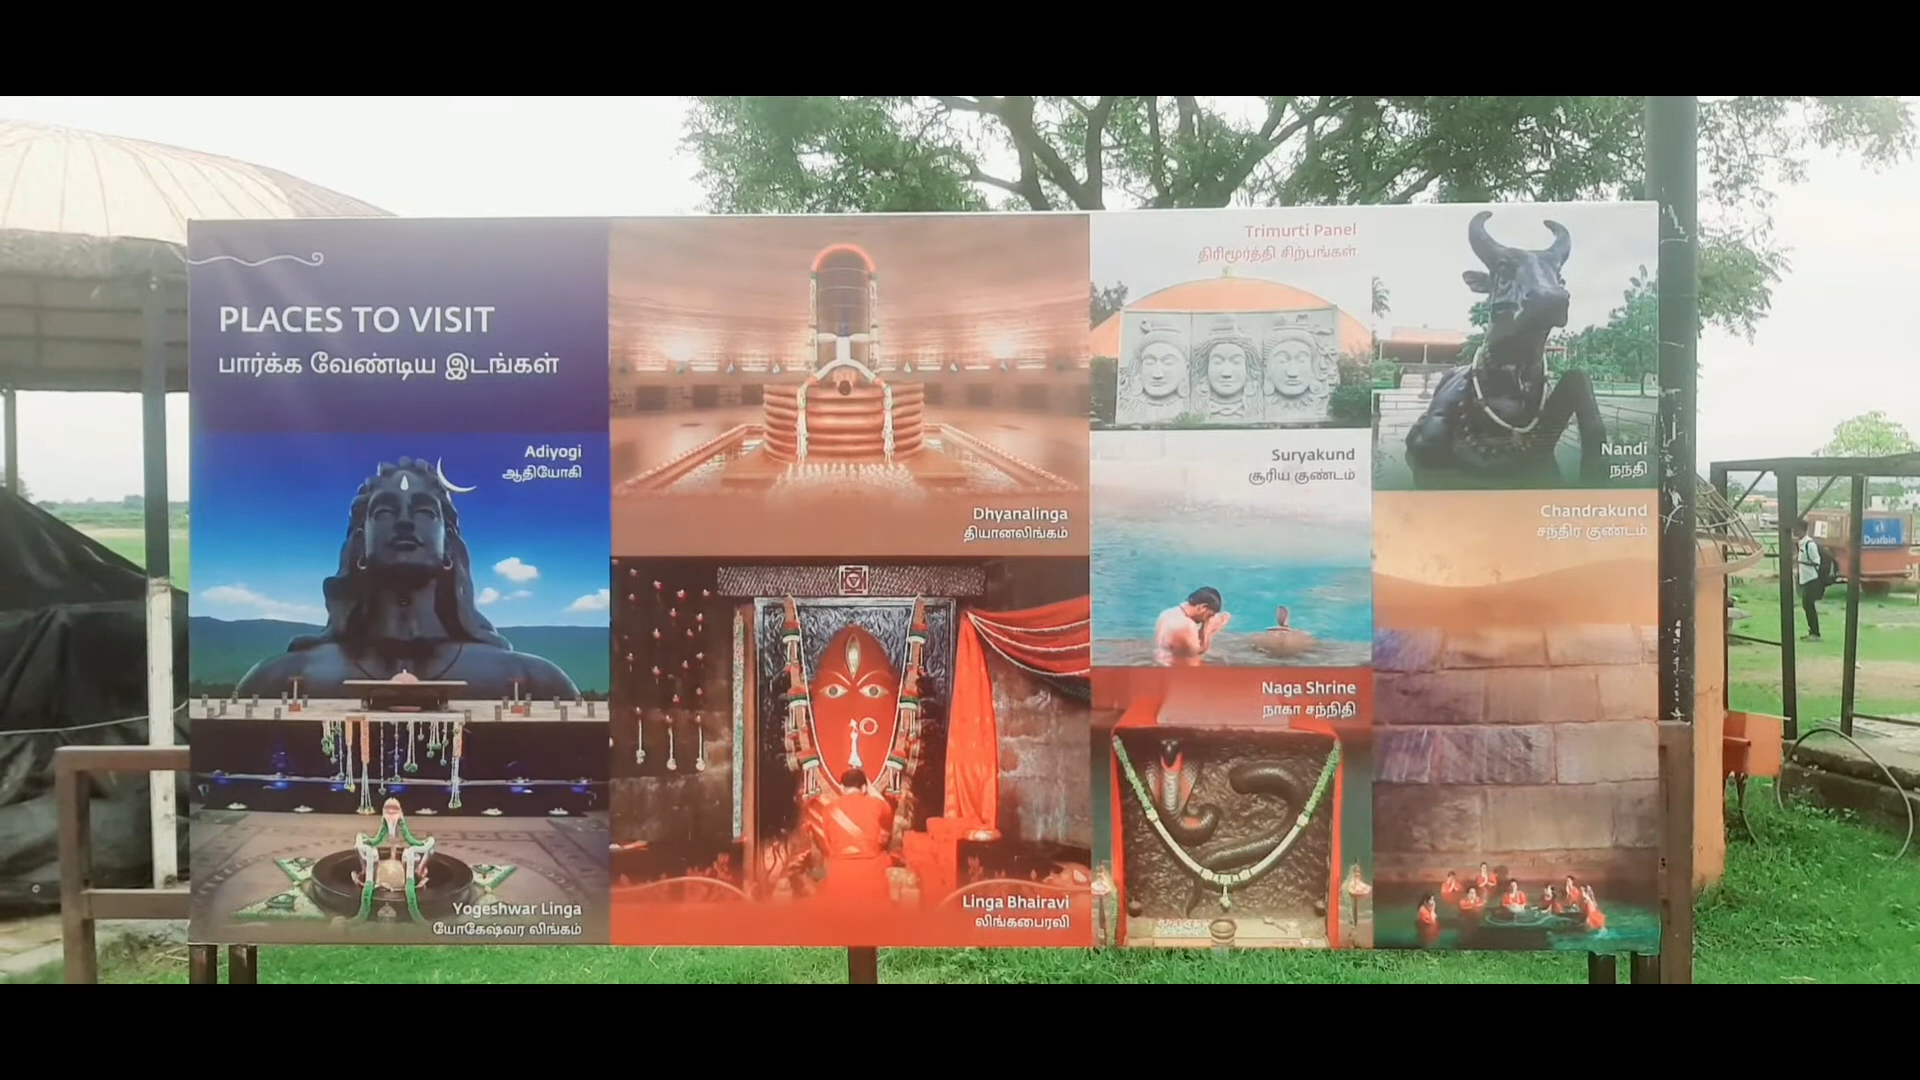 PLACES TO VISIT
பார்க்க வேண்டிய இடங்கள்
Adiyogi
ஆதியோகி
Yogeshwar Linga
யோகேஷ்வர லிங்கம்
Dhyanalinga
தியானலிங்கம்
Linga Bhairavi
லிங்கபைரவி
Trimurti Panel
திரிமூர்த்தி சிற்பங்கள்
Suryakund
சூரிய குண்டம்
Naga Shrine
நாகா சந்நிதி
Nandi
நந்தி
Chandrakund
சந்திர குண்டம்
Dustbin